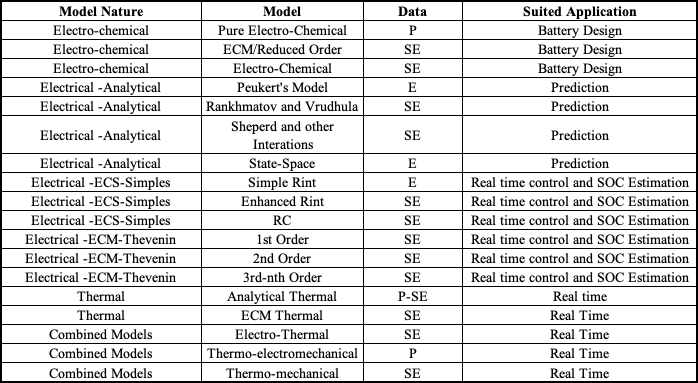 Model Nature Model Data Suited Application
Electro-chemical Pure Electro-Chemical P Battery Design
Electro-chemical ECM/Reduced Order SE Battery Design
Electro-chemical Electro-Chemical SE Battery Design
Electrical -Analytical Peukert's Model E Prediction
Electrical -Analytical Rankhmatov and Vrudhula SE Prediction
Electrical -Analytical Sheperd and other Interations SE Prediction
Electrical -Analytical State-Space E Prediction
Electrical -ECS-Simples Simple Rint E Real time control and SOC Estimation
Electrical -ECS-Simples Enhanced Rint SE Real time control and SOC Estimation
Electrical -ECS-Simples RC SE Real time control and SOC Estimation
Electrical -ECM-Thevenin 1st Order SE Real time control and SOC Estimation
Electrical -ECM-Thevenin 2nd Order SE Real time control and SOC Estimation
Electrical -ECM-Thevenin 3rd-nth Order SE Real time control and SOC Estimation
Thermal Analytical Thermal P-SE Real time
Thermal ECM Thermal SE Real Time
Combined Models Electro-Thermal SE Real Time
Combined Models Thermo-electromechanical P Real Time
Combined Models Thermo-mechanical SE Real Time